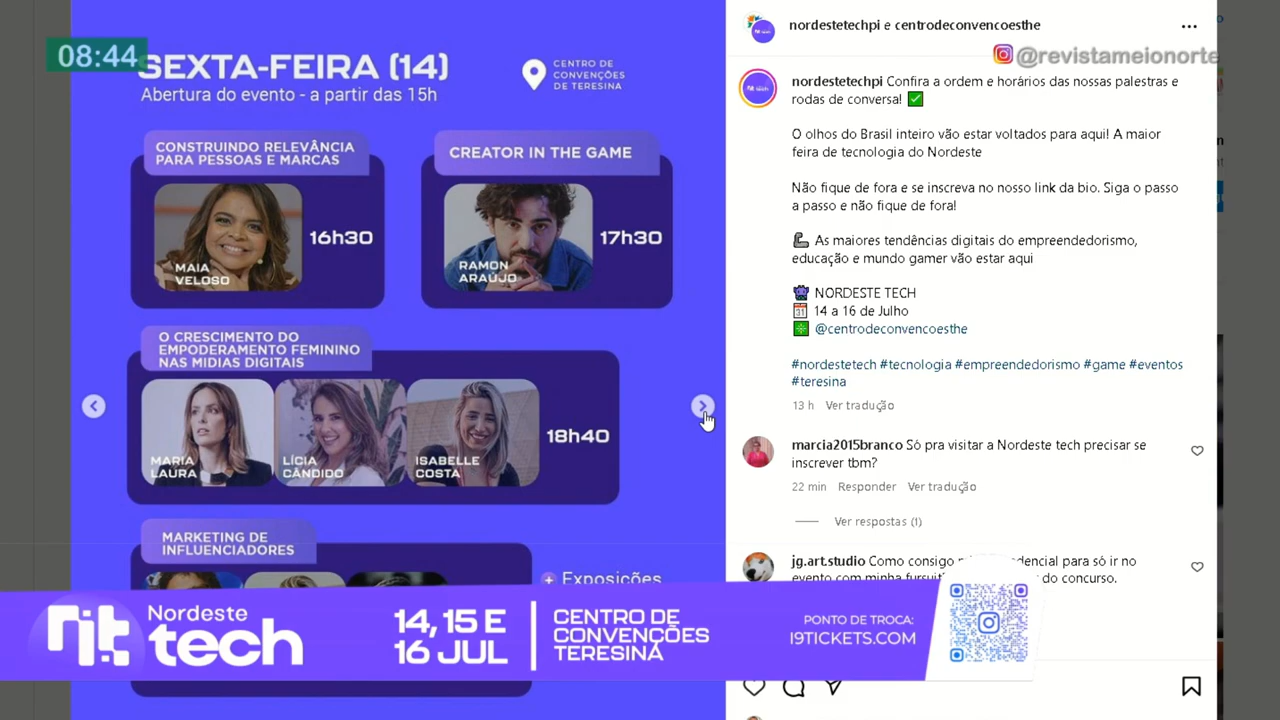 08:44
SEXTA-FEIRA (14)
Abertura do evento - a partir das 15h
CENTRO DE
CONVENÇÕES
DE TERESINA
CONSTRUINDO RELEVÂNCIA
PARA PESSOAS E MARCAS
MAIA
VELOSO
16h30
CREATOR IN THE GAME
RAMON
ARAÚJO
17h30
O CRESCIMENTO DO
EMPODERAMENTO FEMININO
NAS MIDIAS DIGITAIS
MARIA
LAURA
LÍCIA
CÂNDIDO
ISABELLE
COSTA
18h40
MARKETING DE
INFLUENCIADORES
+ Exposições
nordestetechpi e centrodeconvencoesthe
@revistameionorte
nordestetechpi Confira a ordem e horários das nossas palestras e
rodas de conversa! ✅
O olhos do Brasil inteiro vão estar voltados para aqui! A maior
feira de tecnologia do Nordeste
Não fique de fora e se inscreva no nosso link da bio. Siga o passo
a passo e não fique de fora!
As maiores tendências digitais do empreendedorismo,
educação e mundo gamer vão estar aqui
NORDESTE TECH
14 a 16 de Julho
@centrodeconvencoesthe
#nordestetech #tecnologia #empreendedorismo #game #eventos
#teresina
13 h Ver tradução
marcia2015branco Só pra visitar a Nordeste tech precisar se
inscrever tbm?
22 min Responder Ver tradução
Ver respostas (1)
jg.art.studio Como consigo
para só ir no
evento com minha
do concurso.
nit Nordeste
tech
14, 15 E
16 JUL
CENTRO DE
CONVENÇÕES
TERESINA
PONTO DE TROCA:
I9TICKETS.COM